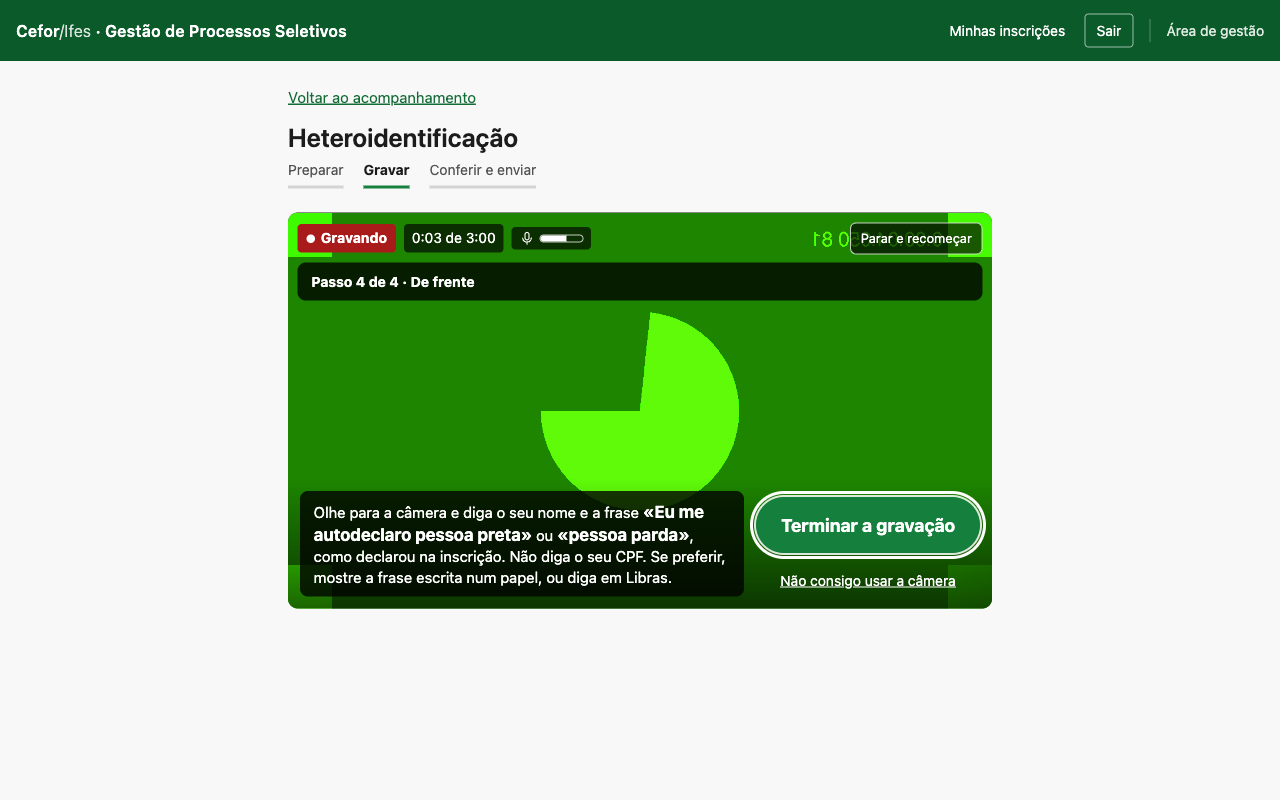 Cefor/Ifes · Gestão de Processos Seletivos
Minhas inscrições
Sair
Área de gestão
Voltar ao acompanhamento
Heteroidentificação
Preparar
Gravar
Conferir e enviar
Gravando
0:03 de 3:00
Parar e recomeçar
Passo 4 de 4 · De frente
Olhe para a câmera e diga o seu nome e a frase «Eu me
autodeclaro pessoa preta» ou «pessoa parda»,
como declarou na inscrição. Não diga o seu CPF. Se preferir,
mostre a frase escrita num papel, ou diga em Libras.
Terminar a gravação
Não consigo usar a câmera